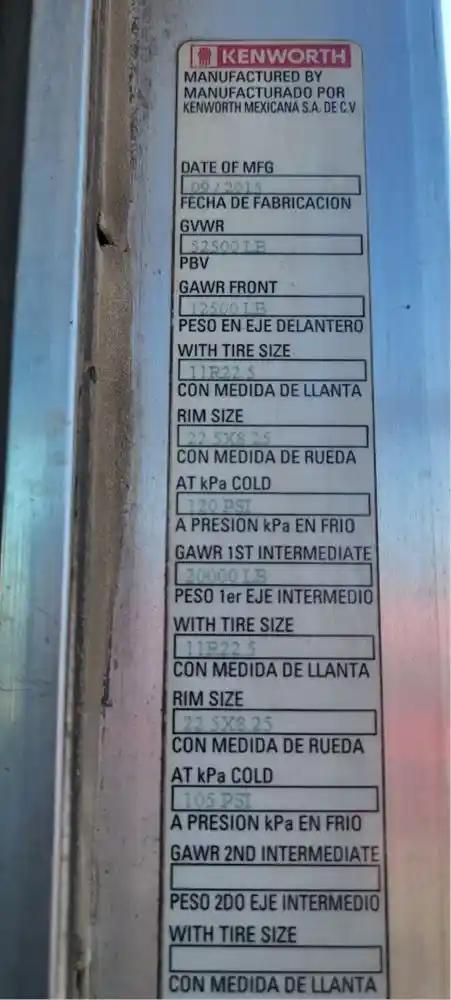 KENWORTH
MANUFACTURED BY
MANUFACTURADO POR
KENWORTH MEXICANA S.A. DE C.V
DATE OF MFG
09/2015
FECHA DE FABRICACION
GVWR
52500 LB
PBV
GAWR FRONT
12500 LB
PESO EN EJE DELANTERO
WITH TIRE SIZE
11R22.5
CON MEDIDA DE LLANTA
RIM SIZE
22.5X8.25
CON MEDIDA DE RUEDA
AT kPa COLD
120 PSI
A PRESION kPa EN FRIO
GAWR 1ST INTERMEDIATE
20000 LB
PESO 1er EJE INTERMEDIO
WITH TIRE SIZE
11R22.5
CON MEDIDA DE LLANTA
RIM SIZE
22.5X8.25
CON MEDIDA DE RUEDA
AT kPa COLD
105 PSI
A PRESION kPa EN FRIO
GAWR 2ND INTERMEDIATE
PESO 2DO EJE INTERMEDIO
WITH TIRE SIZE
CON MEDIDA DE LLANTA